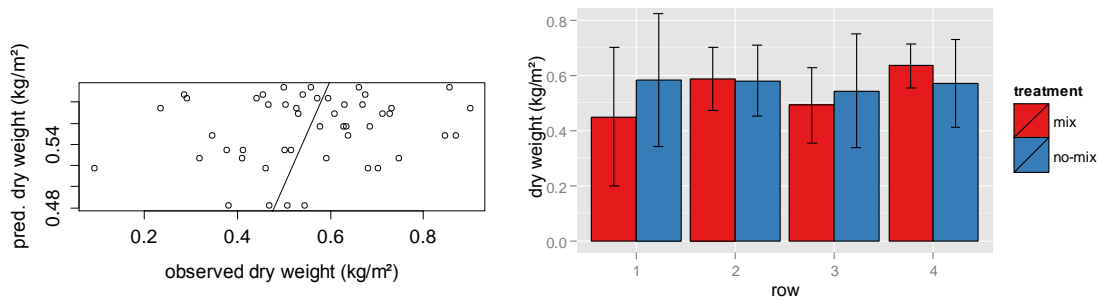 pred. dry weight (kg/m²)
0.54
0.48
0.2
0.4
0.6
0.8
observed dry weight (kg/m²)
dry weight (kg/m²)
0.8
0.6
0.4
0.2
0.0
1
2
3
4
row
treatment
mix
no-mix